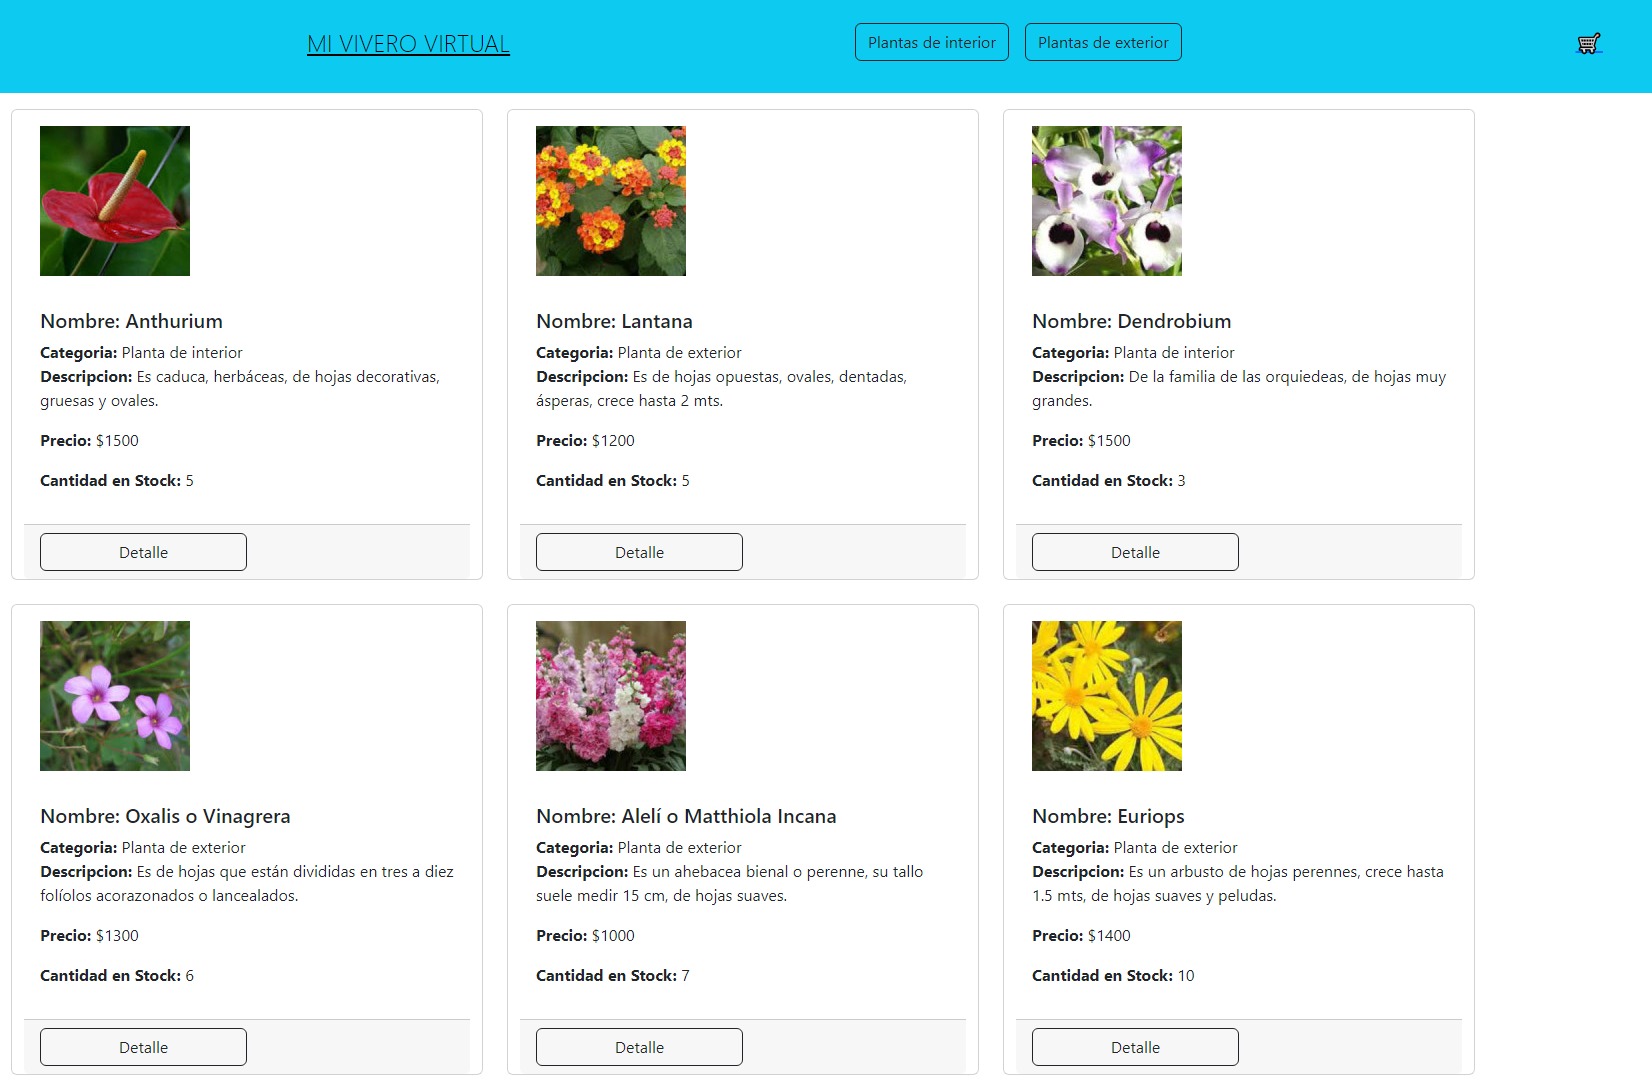 MI VIVERO VIRTUAL
Plantas de interior
Plantas de exterior
Nombre: Anthurium
Categoria: Planta de interior
Descripcion: Es caduca, herbáceas, de hojas decorativas,
gruesas y ovales.
Precio: $1500
Cantidad en Stock: 5
Detalle
Nombre: Lantana
Categoria: Planta de exterior
Descripcion: Es de hojas opuestas, ovales, dentadas,
ásperas, crece hasta 2 mts.
Precio: $1200
Cantidad en Stock: 5
Detalle
Nombre: Dendrobium
Categoria: Planta de interior
Descripcion: De la familia de las orquiedeas, de hojas muy
grandes.
Precio: $1500
Cantidad en Stock: 3
Detalle
Nombre: Oxalis o Vinagrera
Categoria: Planta de exterior
Descripcion: Es de hojas que están divididas en tres a diez
folíolos acorazonados o lancealados.
Precio: $1300
Cantidad en Stock: 6
Detalle
Nombre: Alelí o Matthiola Incana
Categoria: Planta de exterior
Descripcion: Es un ahebacea bienal o perenne, su tallo
suele medir 15 cm, de hojas suaves.
Precio: $1000
Cantidad en Stock: 7
Detalle
Nombre: Euriops
Categoria: Planta de exterior
Descripcion: Es un arbusto de hojas perennes, crece hasta
1.5 mts, de hojas suaves y peludas.
Precio: $1400
Cantidad en Stock: 10
Detalle